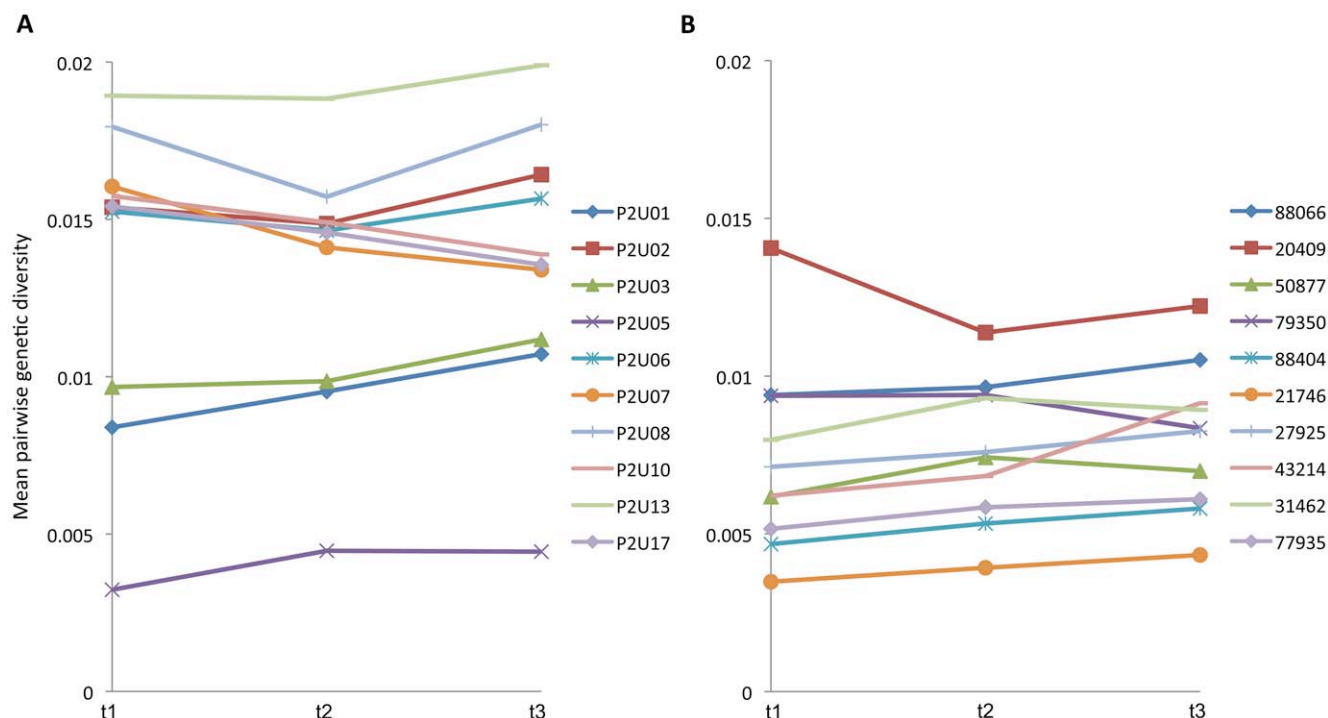 A
Mean pairwise genetic diversity
0.02
0.015
0.01
0.005
0
t1 t2 t3
P2U01
P2U02
P2U03
P2U05
P2U06
P2U07
P2U08
P2U10
P2U13
P2U17
B
0.02
0.015
0.01
0.005
0
t1 t2 t3
88066
20409
50877
79350
88404
21746
27925
43214
31462
77935